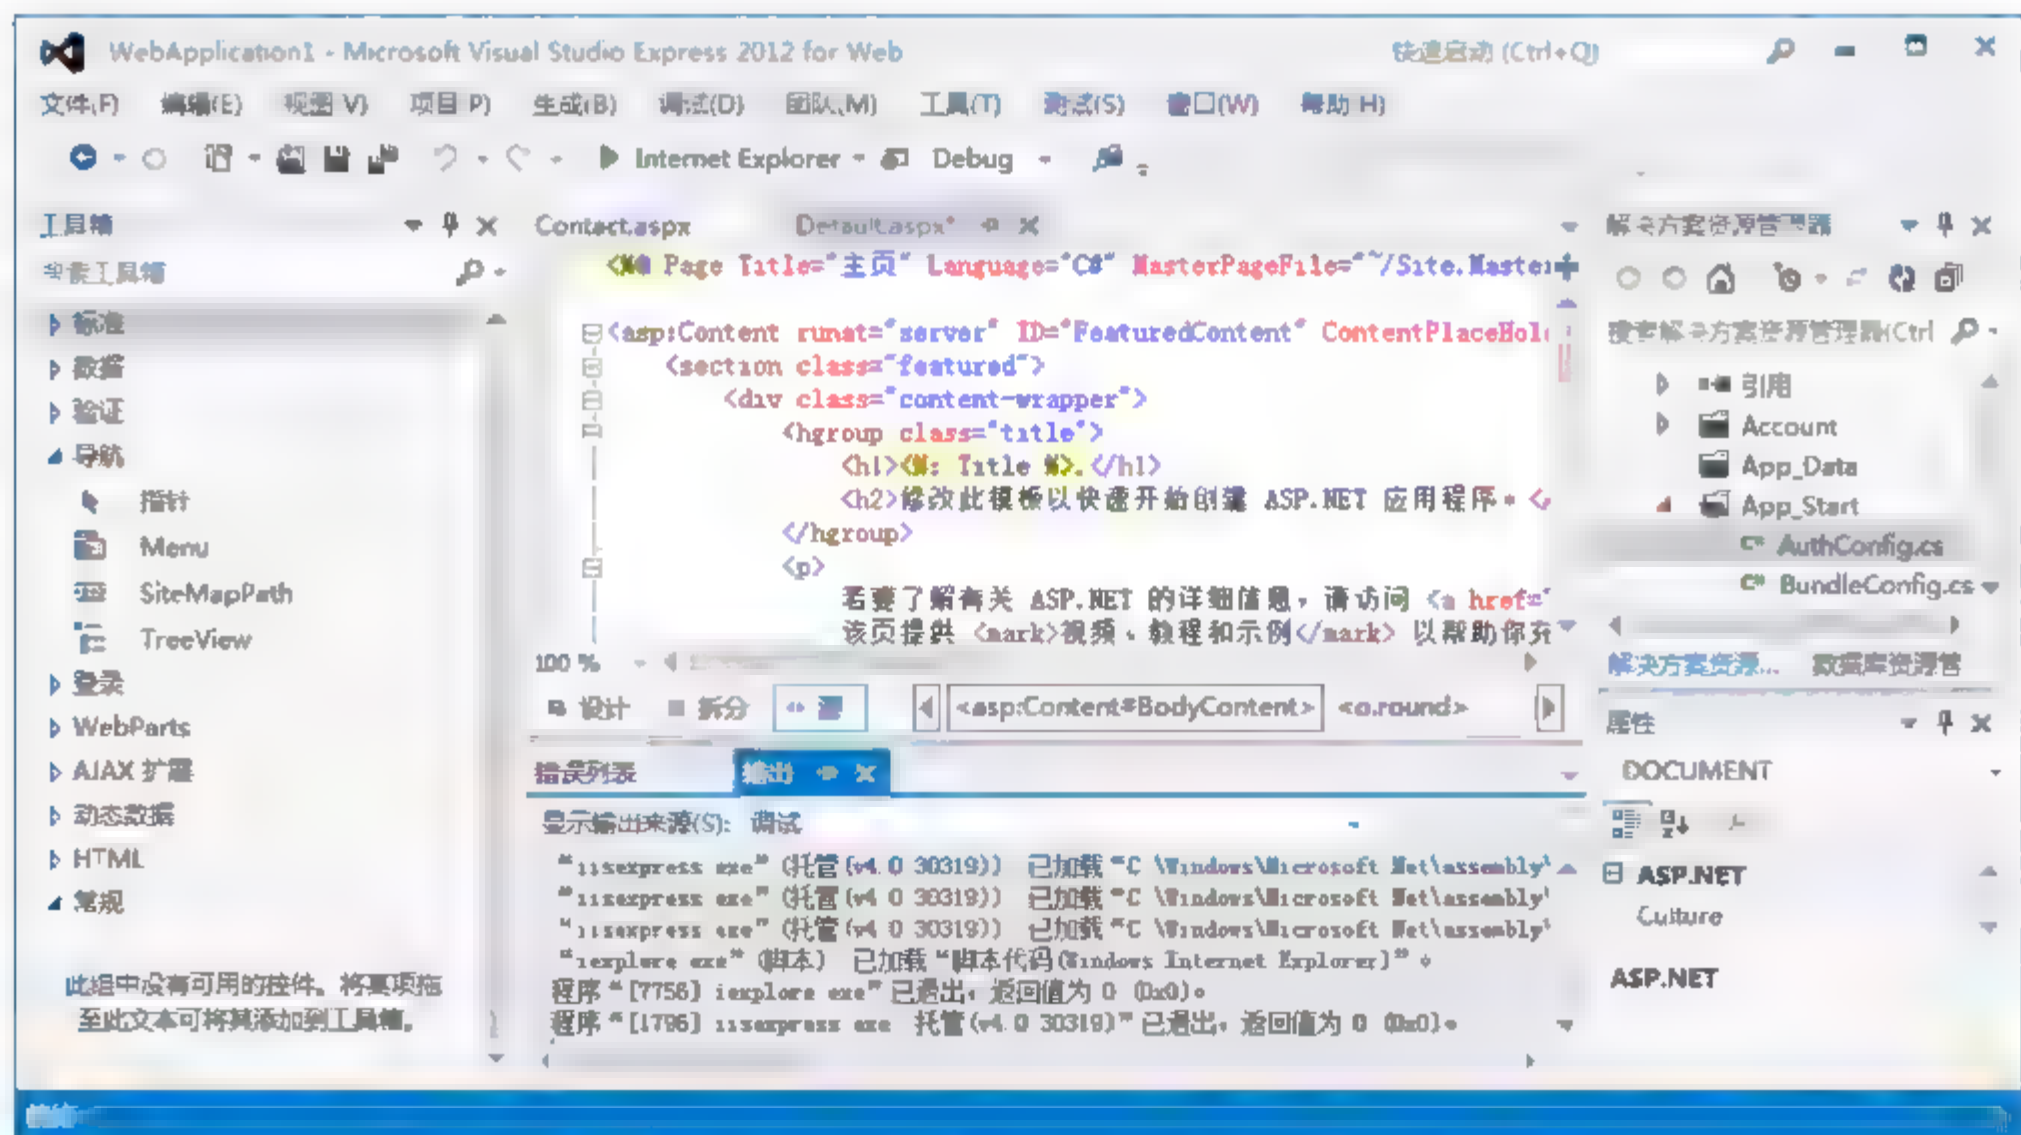 WebApplication1 - Microsoft Visual Studio Express 2012 for Web
快速启动 (Ctrl+Q)
文件(F) 编辑(E) 视图(V) 项目(P) 生成(B) 调试(D) 团队(M) 工具(T) 测试(S) 窗口(W) 帮助(H)
Internet Explorer Debug
工具箱
搜索工具箱
标准
数据
验证
导航
指针
Menu
SiteMapPath
TreeView
登录
WebParts
AJAX 扩展
动态数据
HTML
常规
此组中没有可用的控件。将某项拖
至此文本可将其添加到工具箱。
Contact.aspx Default.aspx*
<%@ Page Title="主页" Language="C#" MasterPageFile="~/Site.Master
<asp:Content runat="server" ID="FeaturedContent" ContentPlaceHol
<section class="featured">
<div class="content-wrapper">
<hgroup class="title">
<h1><%: Title %>.</h1>
<h2>修改此模板以快速开始创建 ASP.NET 应用程序。</
</hgroup>
<p>
若要了解有关 ASP.NET 的详细信息，请访问 <a href="
该页提供 <mark>视频、教程和示例</mark> 以帮助你充
100 %
设计 拆分 源 <asp:Content#BodyContent> <o.round>
错误列表 输出
显示输出来源(S): 调试
"iisexpress.exe" (托管(v4.0.30319)) 已加载 "C:\Windows\Microsoft.Net\assembly\
"iisexpress.exe" (托管(v4.0.30319)) 已加载 "C:\Windows\Microsoft.Net\assembly\
"iisexpress.exe" (托管(v4.0.30319)) 已加载 "C:\Windows\Microsoft.Net\assembly\
"iexplore.exe" (脚本) 已加载 "脚本代码(Windows Internet Explorer)"。
程序 "[7756] iexplore.exe" 已退出，返回值为 0 (0x0)。
程序 "[1796] iisexpress.exe: 托管(v4.0.30319)" 已退出，返回值为 0 (0x0)。
解决方案资源管理器
搜索解决方案资源管理器(Ctrl
引用
Account
App_Data
App_Start
AuthConfig.cs
BundleConfig.cs
解决方案资源... 数据库资源管
属性
DOCUMENT
ASP.NET
Culture
ASP.NET